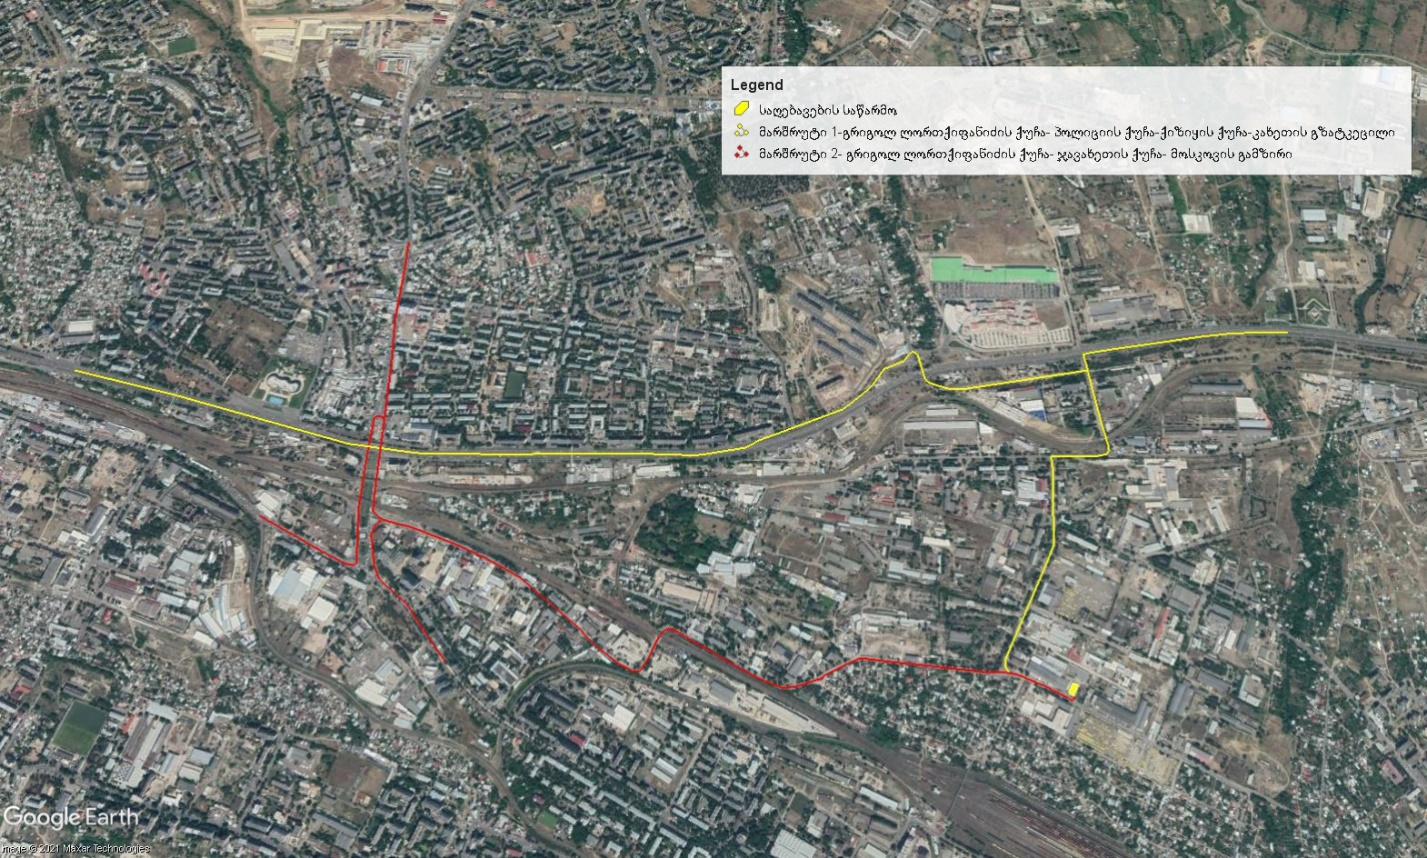 Legend
საღებავების საწარმო
მარშრუტი 1-გრიგოლ ლორთქიფანიძის ქუჩა- პოლიციის ქუჩა-ქიზიყის ქუჩა-კახეთის გზატკეცილი
მარშრუტი 2- გრიგოლ ლორთქიფანიძის ქუჩა- ჯავახეთის ქუჩა- მოსკოვის გამზირი
Google Earth
Image © 2021 Maxar Technologies